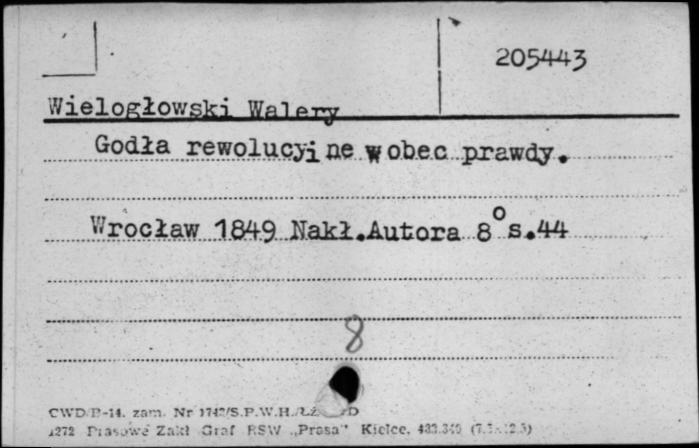 205443
Wielogłowski Walery
Godła rewolucyjne wobec prawdy.
Wrocław 1849 Nakł.Autora 8° s.44
8
CWD/B-14. zam. Nr 1742/S.P.W.H.
Prasowe Zakł Graf RSW „Prasa" Kielce.